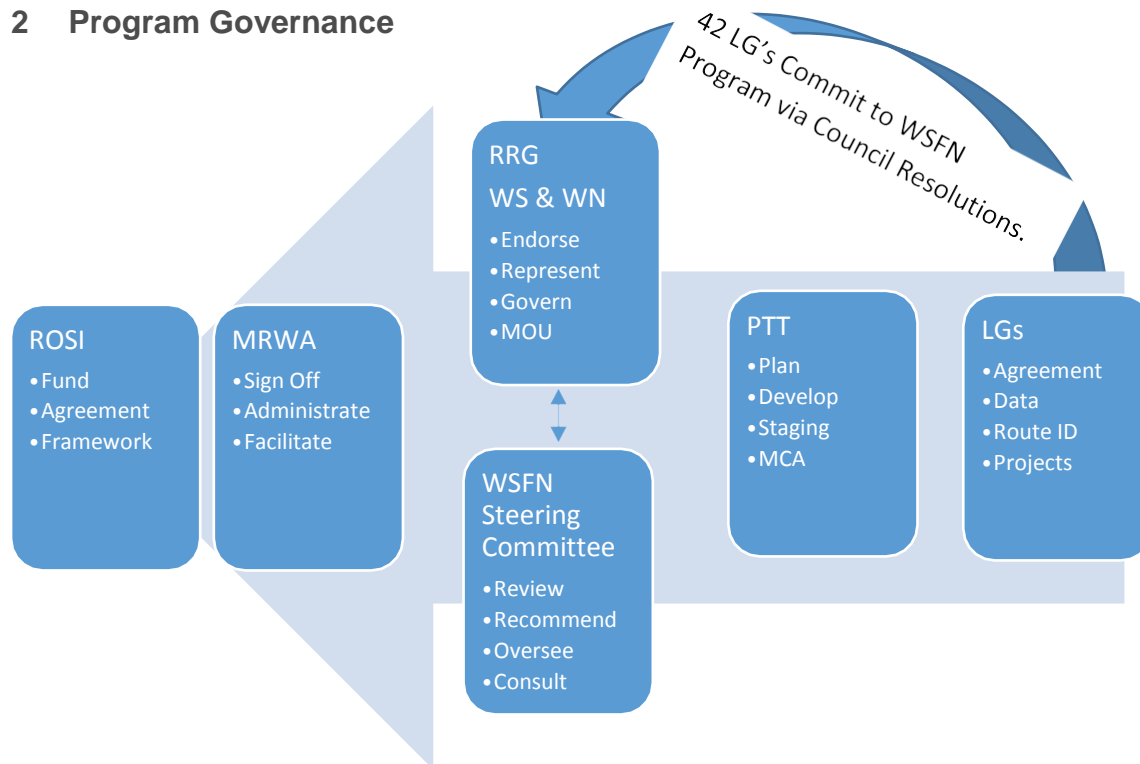 2 Program Governance
42 LG's Commit to WSFN
Program via Council Resolutions.
ROSI
•Fund
•Agreement
•Framework
MRWA
•Sign Off
•Administrate
•Facilitate
RRG
WS & WN
•Endorse
•Represent
•Govern
•MOU
WSFN
Steering
Committee
•Review
•Recommend
•Oversee
•Consult
PTT
•Plan
•Develop
•Staging
•MCA
LGs
•Agreement
•Data
•Route ID
•Projects